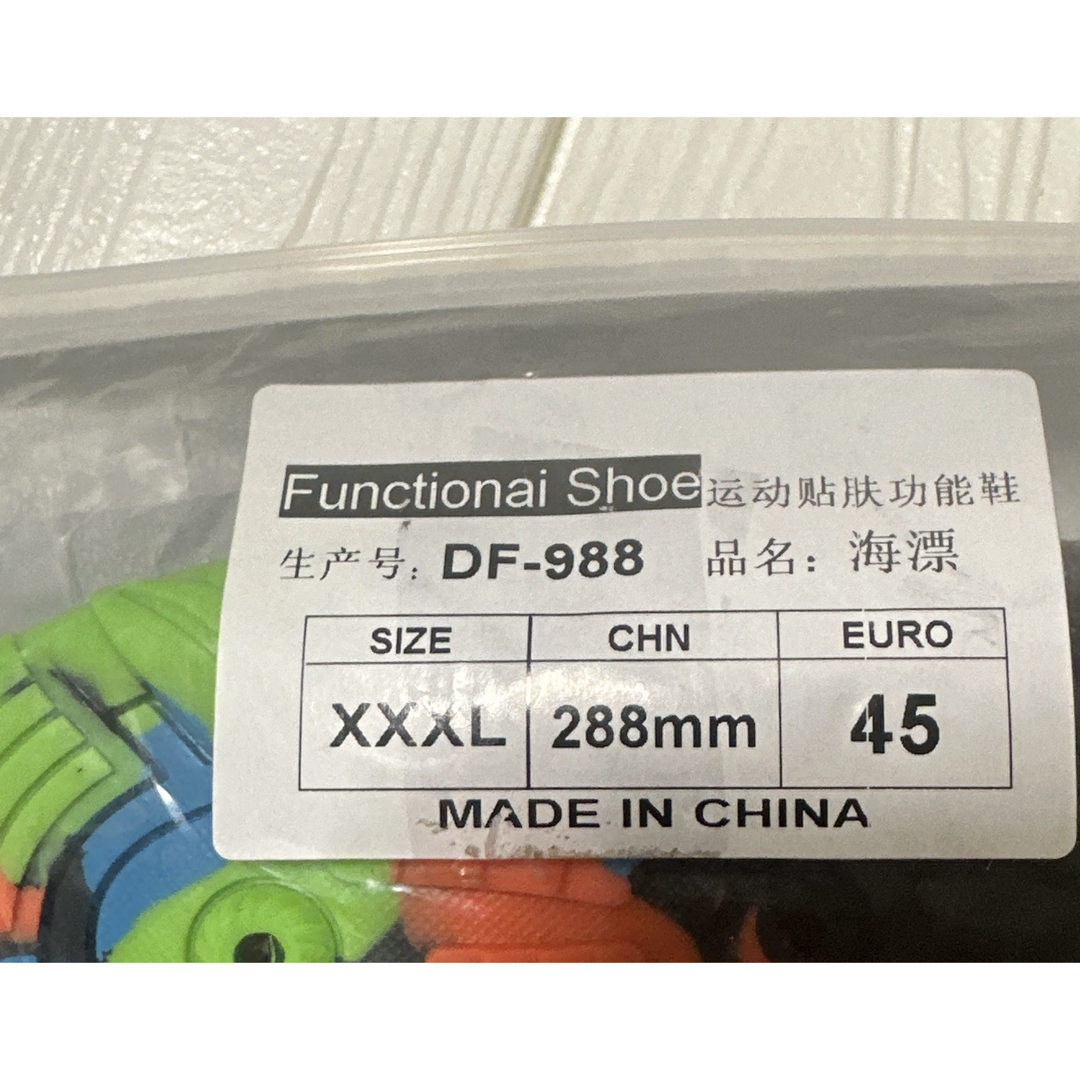 Functionai Shoe 运动贴肤功能鞋
生产号: DF-988 品名: 海漂
SIZE CHN EURO
XXXL 288mm 45
MADE IN CHINA